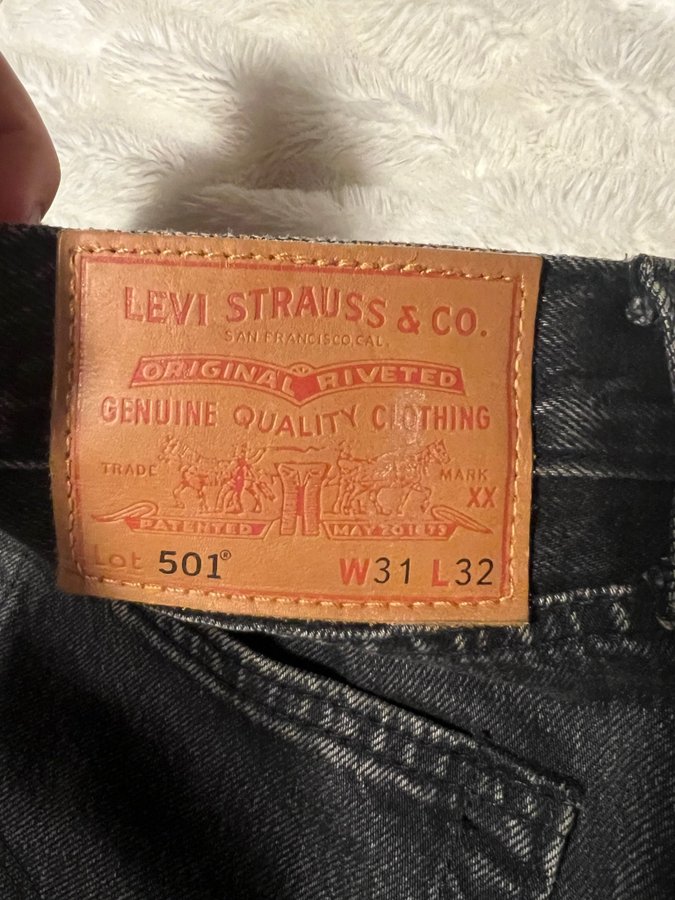 LEVI STRAUSS & CO.
SAN FRANCISCO, CAL.
ORIGINAL RIVETED
GENUINE QUALITY CLOTHING
TRADE MARK
XX
PATENTED MAY 20 1873
Lot 501® W31 L32